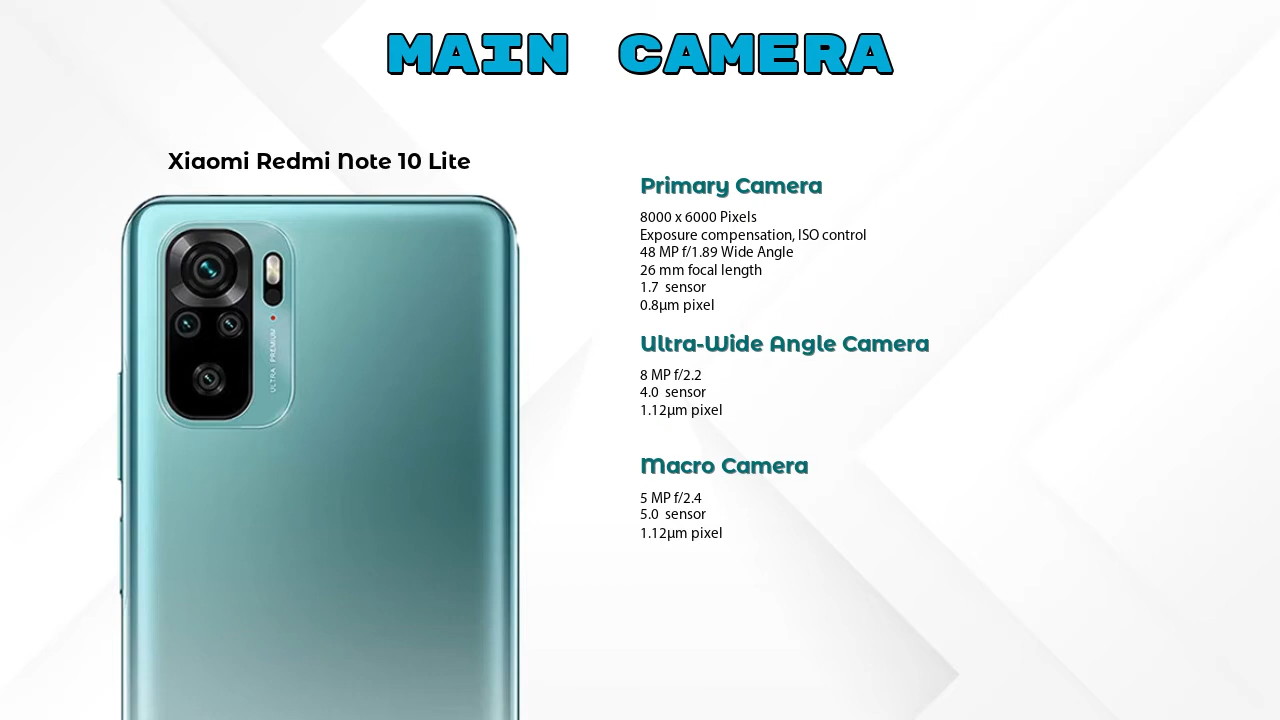 MAIN CAMERA
Xiaomi Redmi Note 10 Lite
ULTRA PREMIUM
Primary Camera
8000 x 6000 Pixels
Exposure compensation, ISO control
48 MP f/1.89 Wide Angle
26 mm focal length
1.7 sensor
0.8µm pixel
Ultra-Wide Angle Camera
8 MP f/2.2
4.0 sensor
1.12µm pixel
Macro Camera
5 MP f/2.4
5.0 sensor
1.12µm pixel